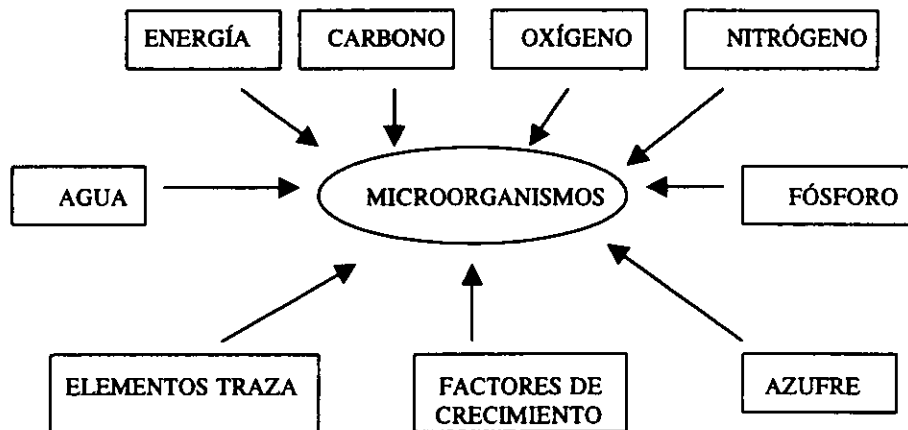 ENERGÍA
CARBONO
OXÍGENO
NITRÓGENO
AGUA
MICROORGANISMOS
FÓSFORO
ELEMENTOS TRAZA
FACTORES DE
CRECIMIENTO
AZUFRE